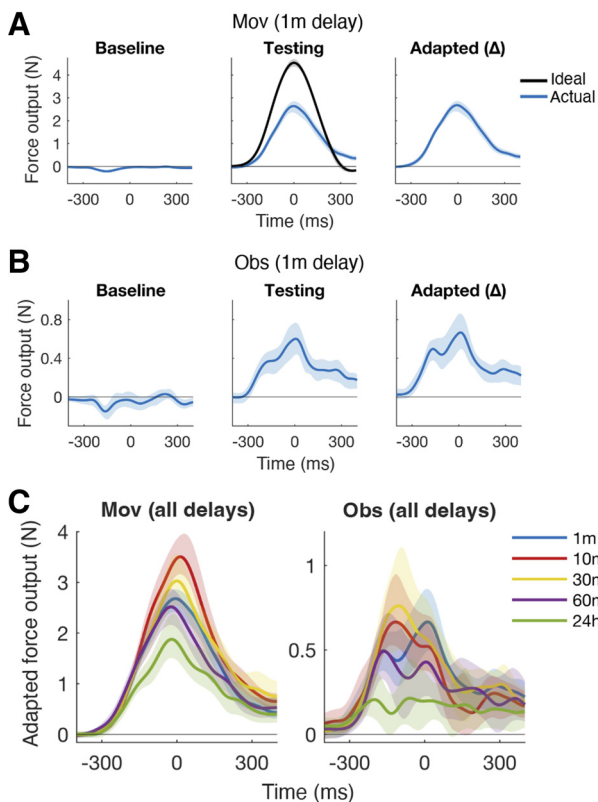 A
Mov (1m delay)
Baseline
Testing
Adapted (Δ)
Force output (N)
4
3
2
1
0
-300 0 300
-300 0 300
-300 0 300
Time (ms)
Ideal
Actual
B
Obs (1m delay)
Baseline
Testing
Adapted (Δ)
Force output (N)
0.8
0.4
0
-300 0 300
-300 0 300
-300 0 300
Time (ms)
C
Mov (all delays)
Obs (all delays)
Adapted force output (N)
4
3
2
1
0
-300 0 300
1
0.5
0
-300 0 300
Time (ms)
1m
24h